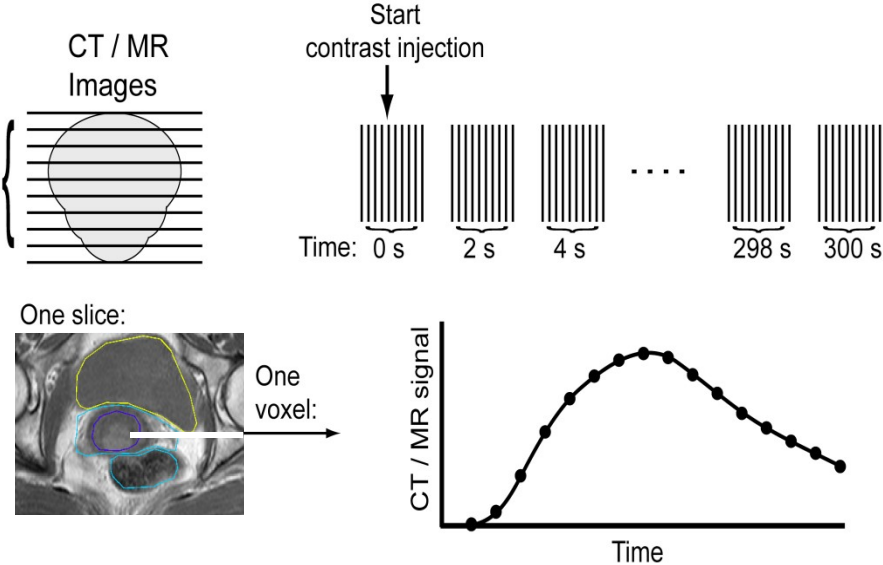 CT / MR
Images
Start
contrast injection
Time: 0 s 2 s 4 s 298 s 300 s
One slice:
One
voxel:
CT / MR signal
Time